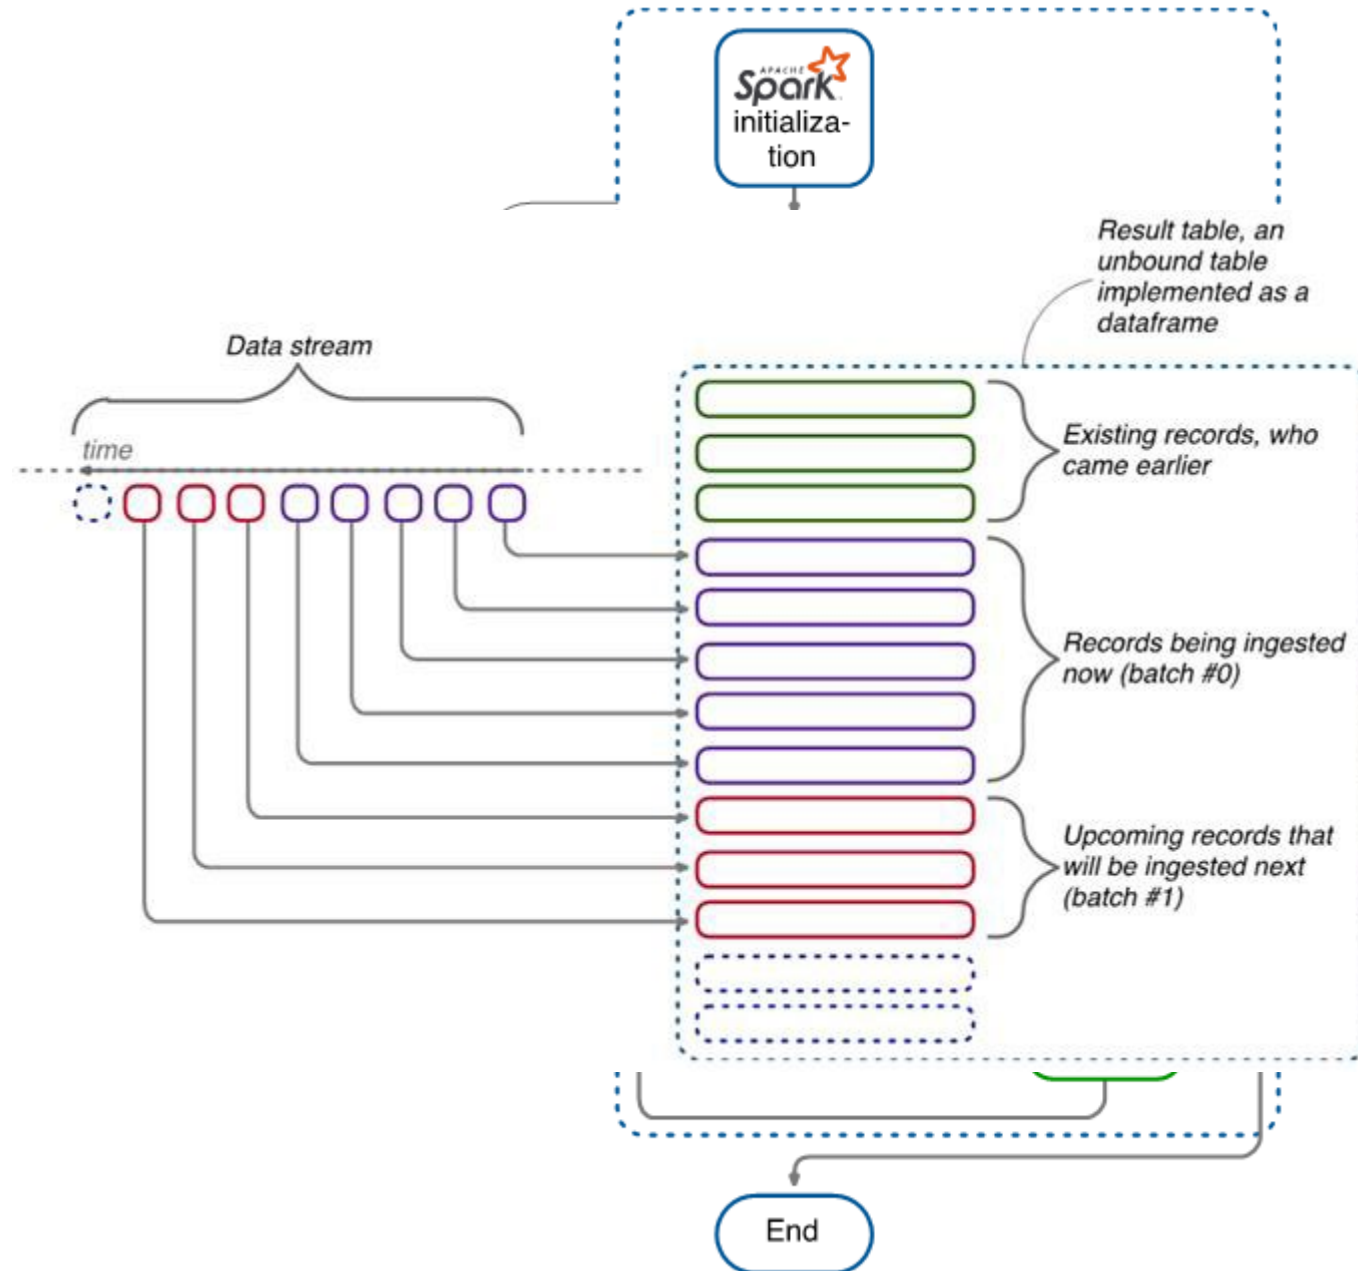 APACHE
Spark
initializa-
tion
Result table, an
unbound table
implemented as a
dataframe
Data stream
time
Existing records, who
came earlier
Records being ingested
now (batch #0)
Upcoming records that
will be ingested next
(batch #1)
End